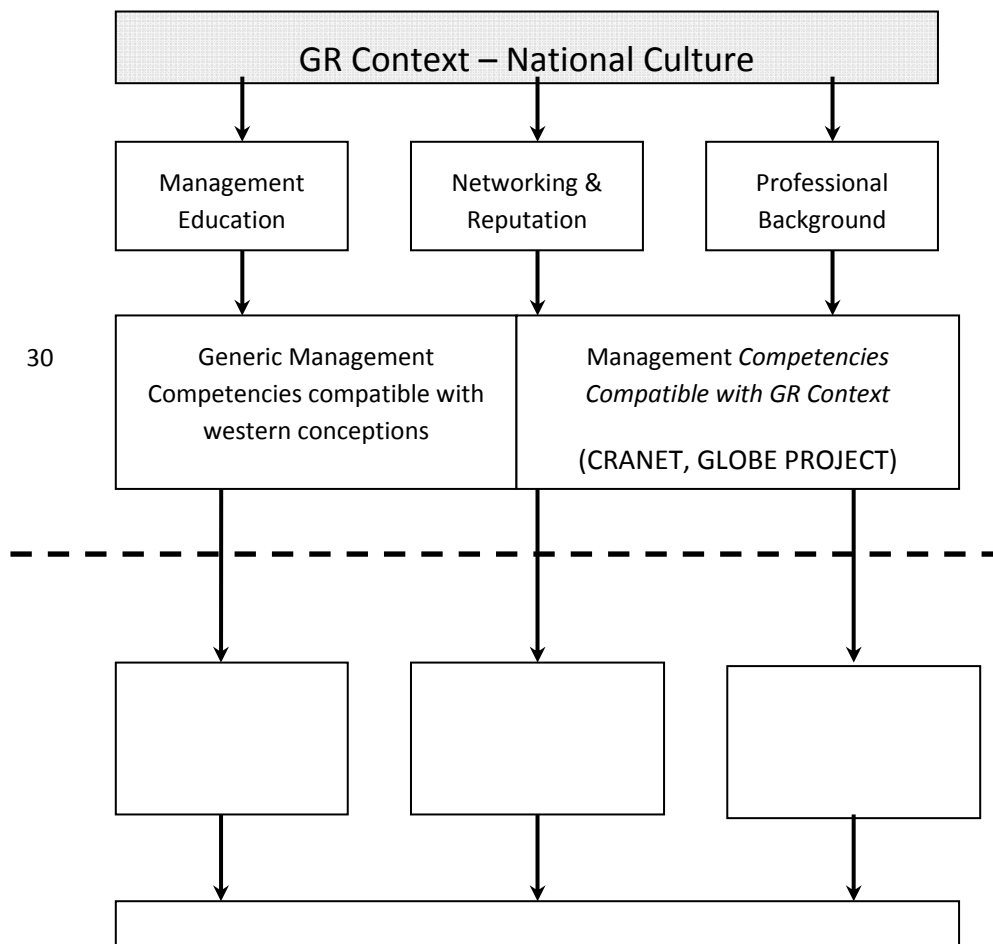 GR Context – National Culture
Management
Education
Networking &
Reputation
Professional
Background
30
Generic Management
Competencies compatible with
western conceptions
Management Competencies
Compatible with GR Context
(CRANET, GLOBE PROJECT)